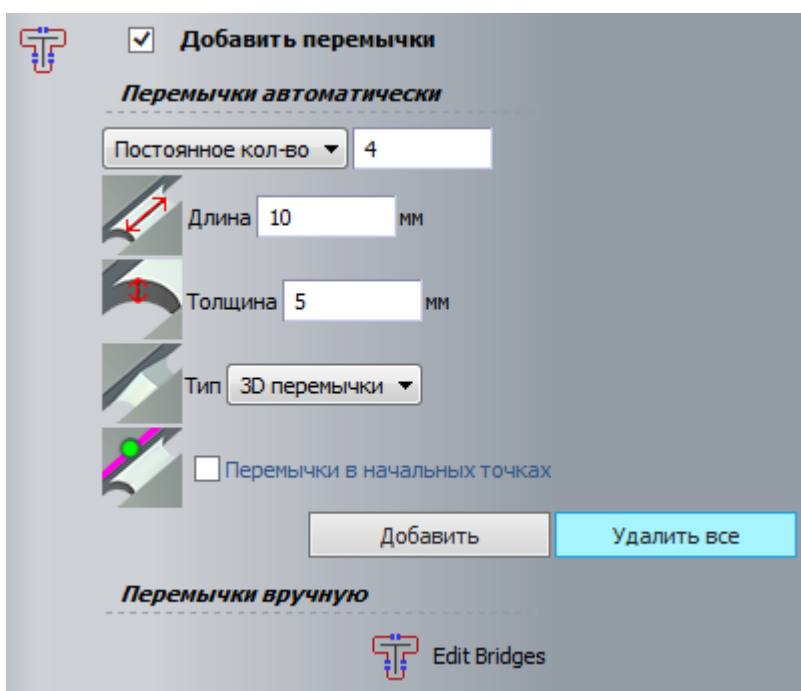 Добавить перемычки
Перемычки автоматически
Постоянное кол-во 4
Длина 10 мм
Толщина 5 мм
Тип 3D перемычки
Перемычки в начальных точках
Добавить Удалить все
Перемычки вручную
Edit Bridges